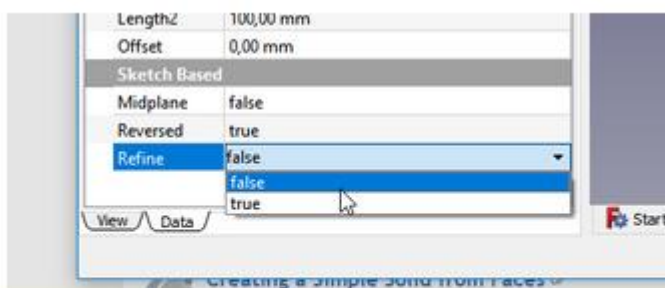 Length2 100,00 mm
Offset 0,00 mm
Sketch Based
Midplane false
Reversed true
Refine false
false
true
View Data
Start
Creating a Simple Solid from Faces